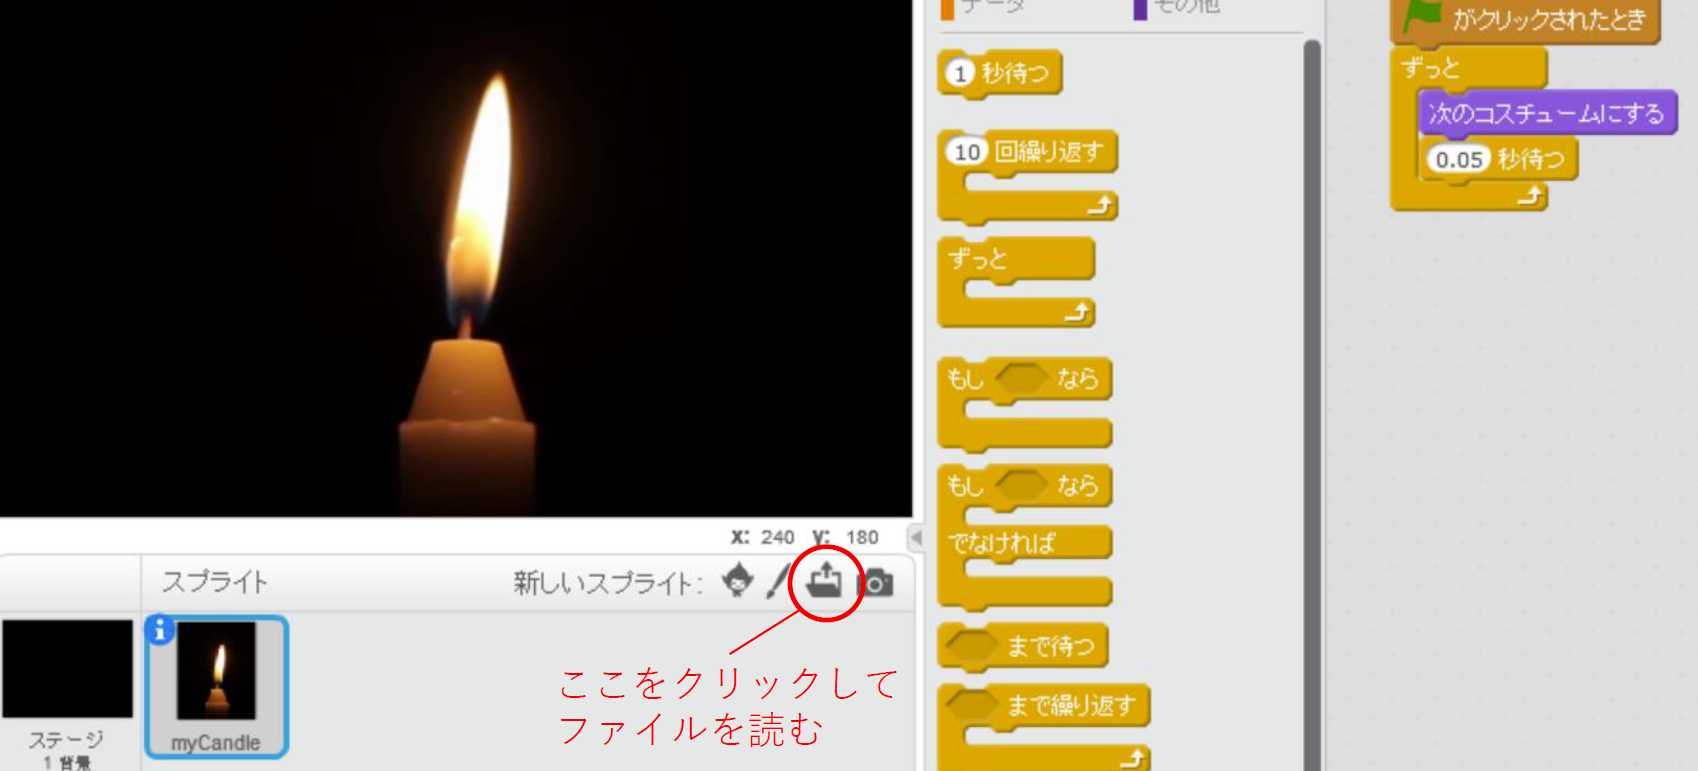 データ
その他
1 秒待つ
10 回繰り返す
ずっと
もし なら
もし なら
でなければ
まで待つ
まで繰り返す
がクリックされたとき
ずっと
次のコスチュームにする
0.05 秒待つ
x: 240 y: 180
スプライト
新しいスプライト:
ステージ
1 背景
i
myCandle
ここをクリックして
ファイルを読む